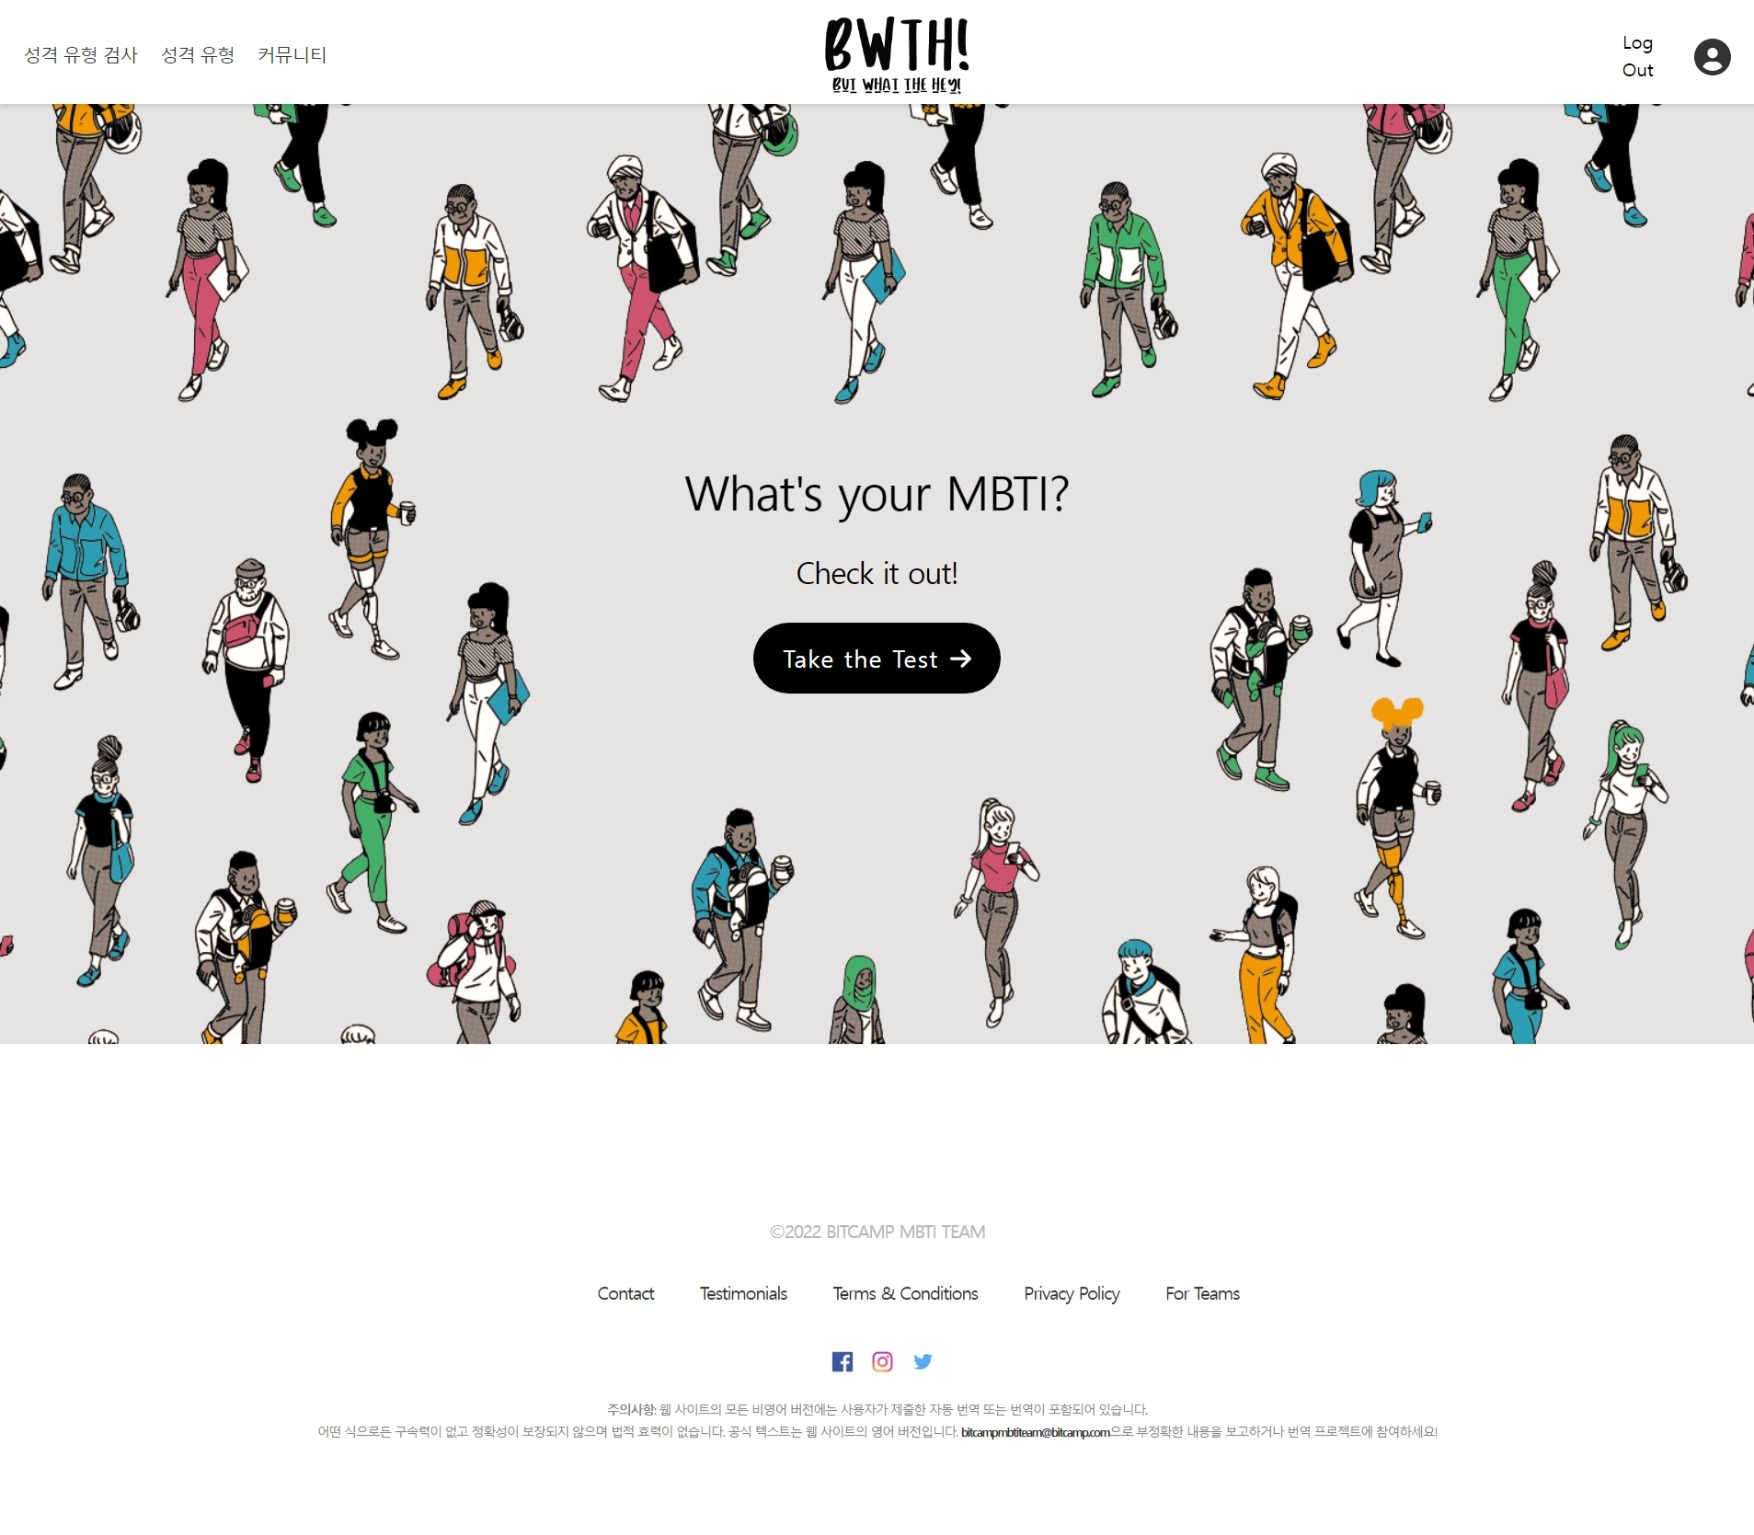 성격 유형 검사 성격 유형 커뮤니티
BWTH!
BUT WHAT THE HEY!
Log
Out
What's your MBTI?
Check it out!
Take the Test
©2022 BITCAMP MBTI TEAM
Contact Testimonials Terms & Conditions Privacy Policy For Teams
주의사항: 웹 사이트의 모든 비영어 버전에는 사용자가 제출한 자동 번역 또는 번역이 포함되어 있습니다.
어떤 식으로든 구속력이 없고 정확성이 보장되지 않으며 법적 효력이 없습니다. 공식 텍스트는 웹 사이트의 영어 버전입니다. bitcampmbtiteam@bitcamp.com으로 부정확한 내용을 보고하거나 번역 프로젝트에 참여하세요!